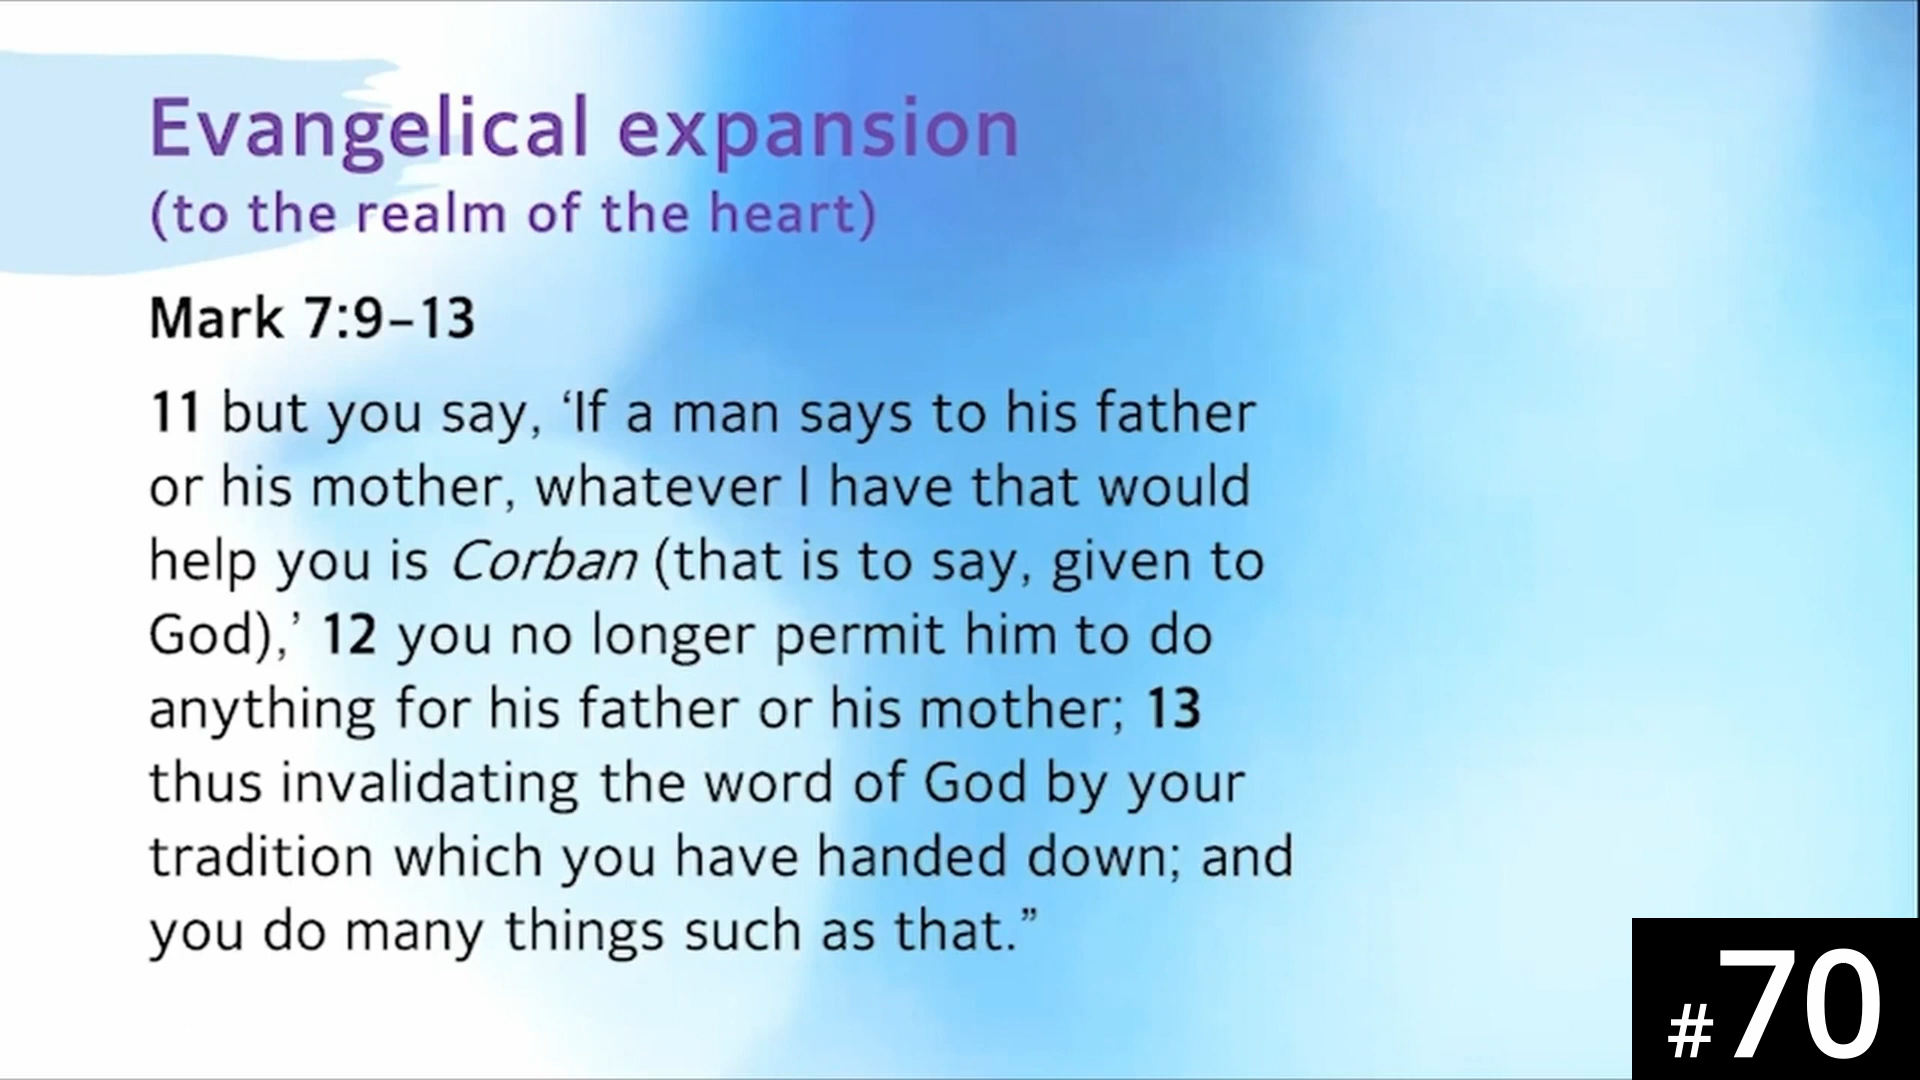 Evangelical expansion
(to the realm of the heart)
Mark 7:9–13
11 but you say, ‘If a man says to his father
or his mother, whatever I have that would
help you is Corban (that is to say, given to
God),’ 12 you no longer permit him to do
anything for his father or his mother; 13
thus invalidating the word of God by your
tradition which you have handed down; and
you do many things such as that.”
#70